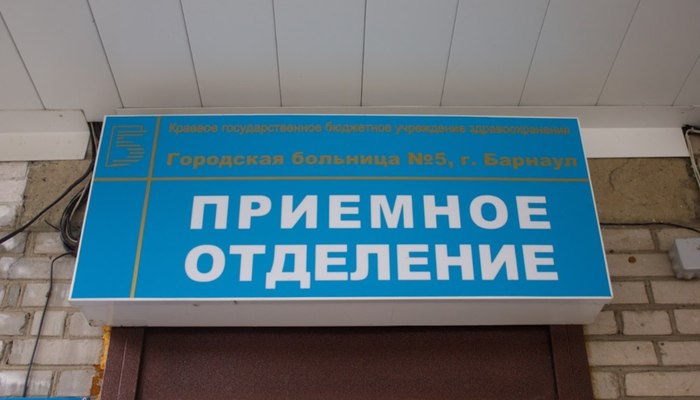 Краевое государственное бюджетное учреждение здравоохранения
Городская больница №5, г. Барнаул
ПРИЕМНОЕ
ОТДЕЛЕНИЕ